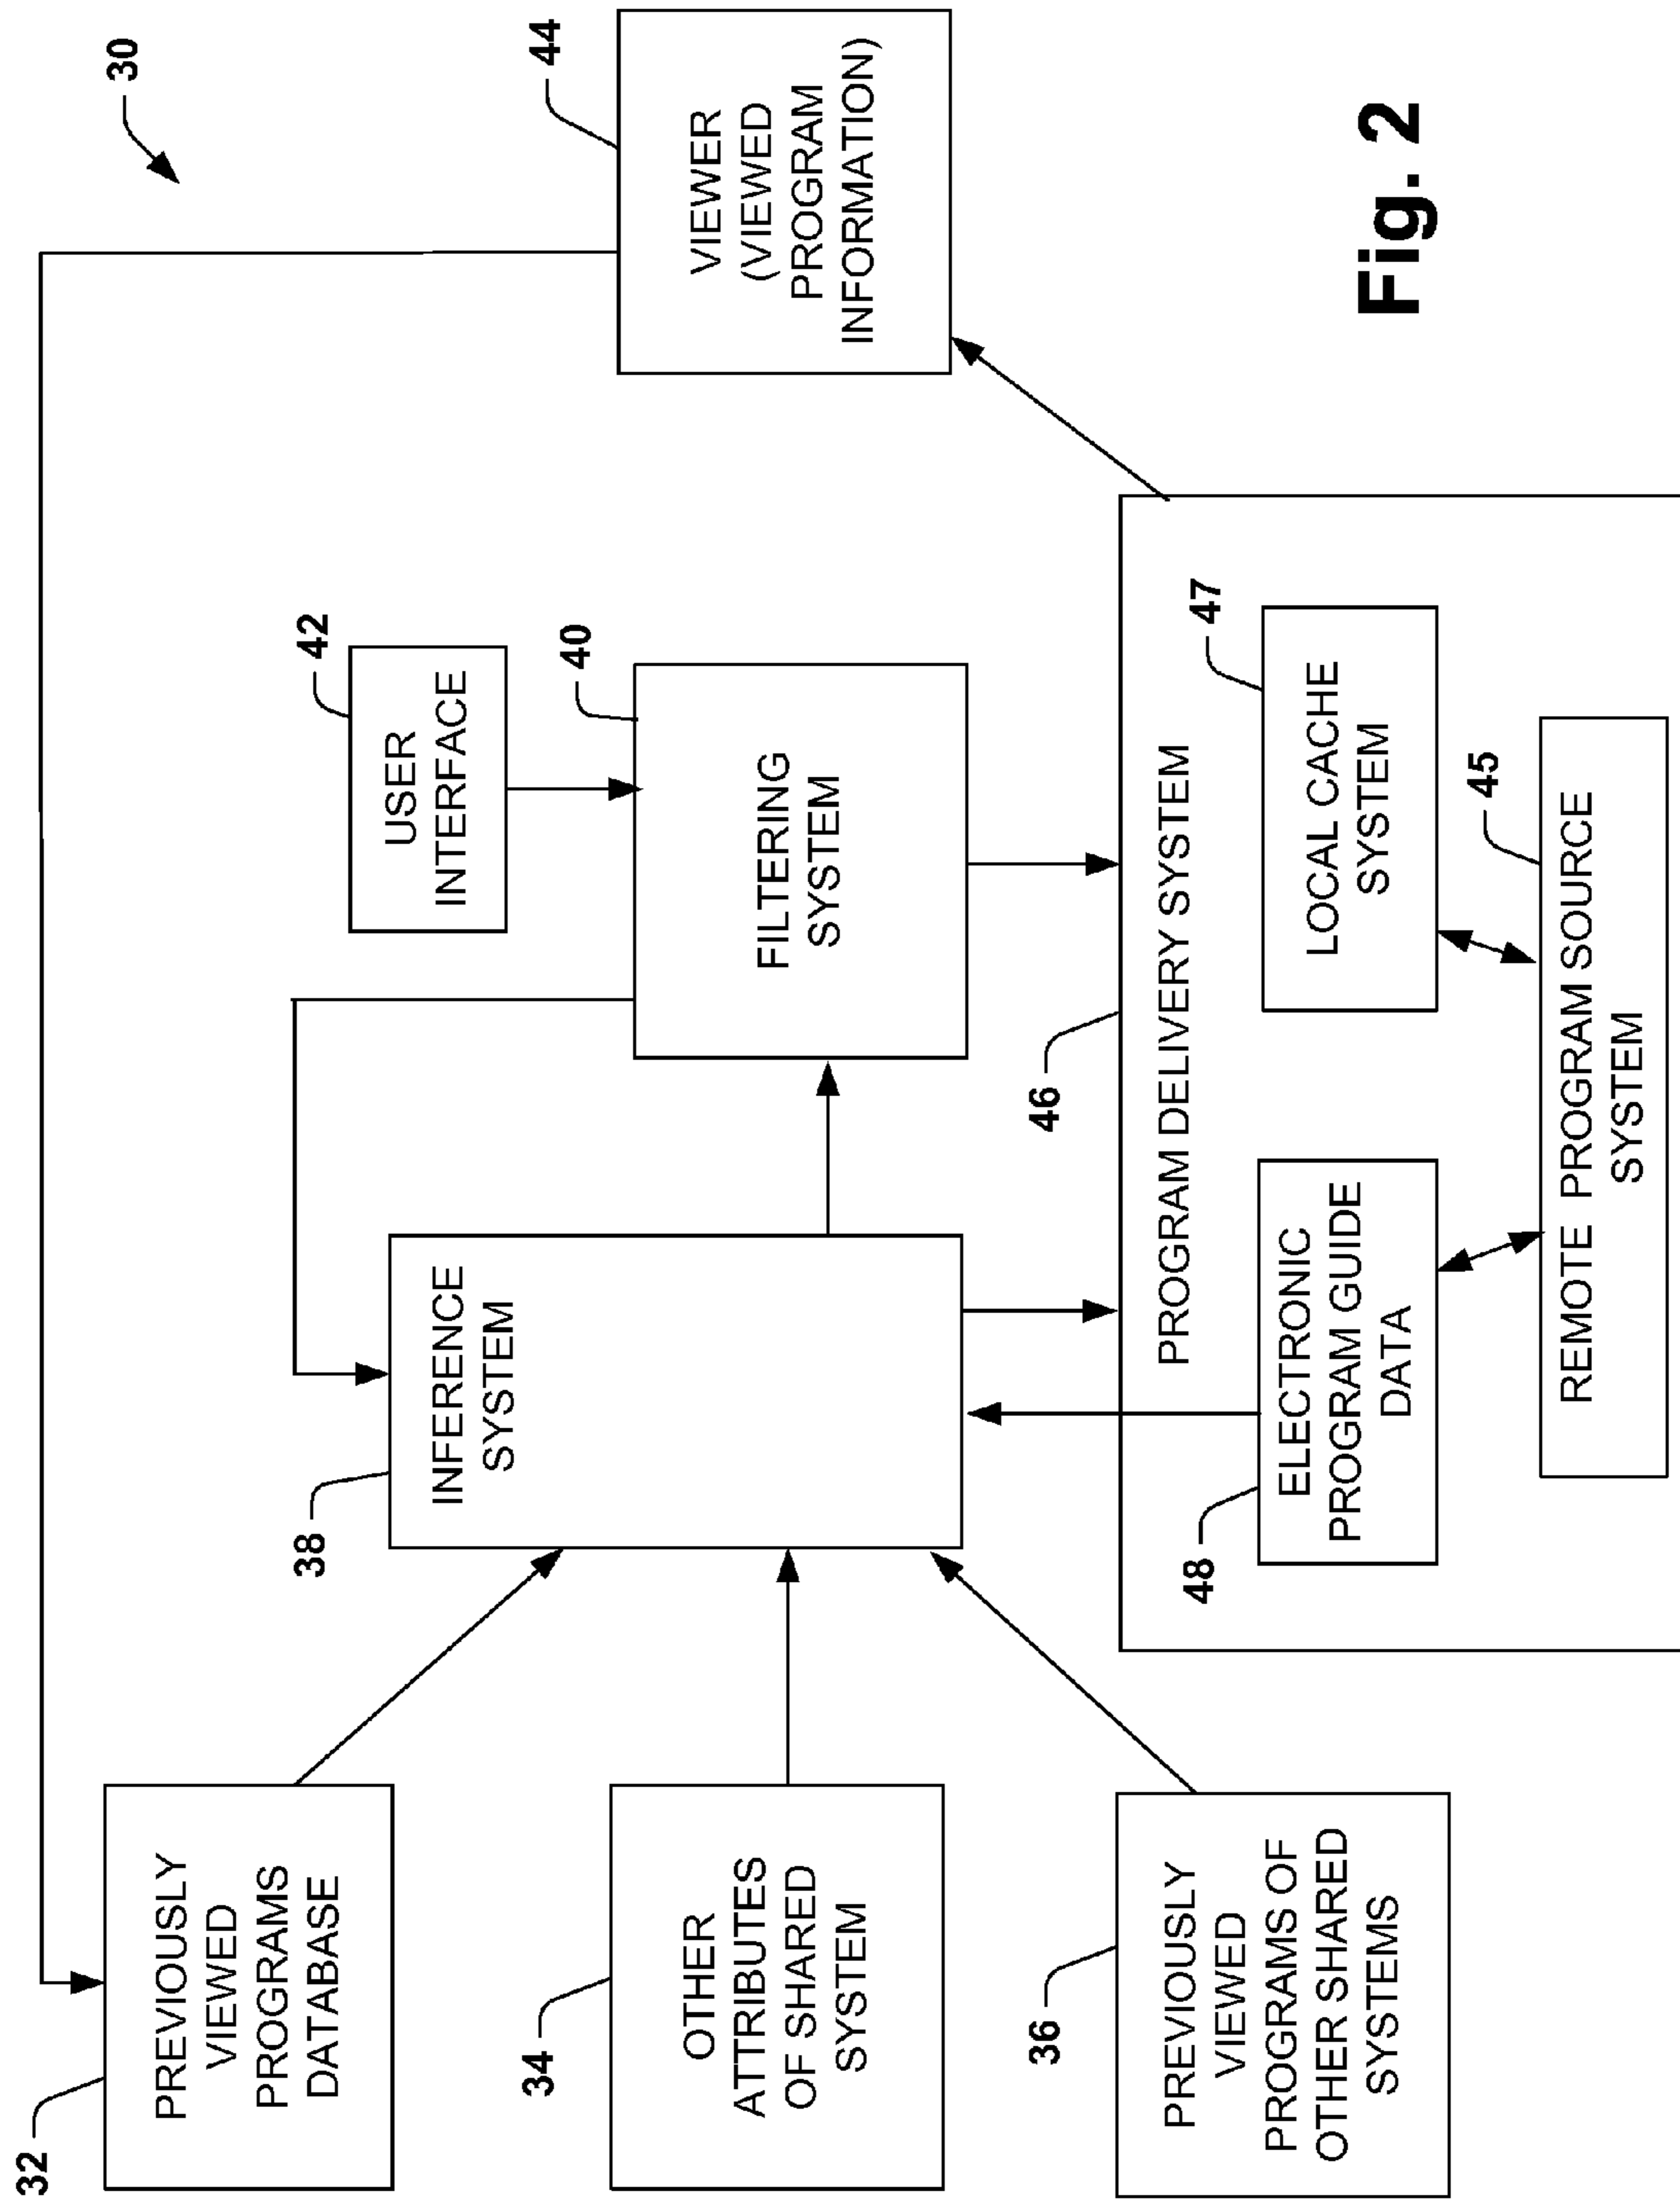 30
32
PREVIOUSLY
VIEWED
PROGRAMS
DATABASE
34
OTHER
ATTRIBUTES
OF SHARED
SYSTEM
36
PREVIOUSLY
VIEWED
PROGRAMS OF
OTHER SHARED
SYSTEMS
38
INFERENCE
SYSTEM
42
USER
INTERFACE
40
FILTERING
SYSTEM
44
VIEWER
(VIEWED
PROGRAM
INFORMATION)
46
PROGRAM DELIVERY SYSTEM
48
ELECTRONIC
PROGRAM GUIDE
DATA
47
LOCAL CACHE
SYSTEM
45
REMOTE PROGRAM SOURCE
SYSTEM
Fig. 2